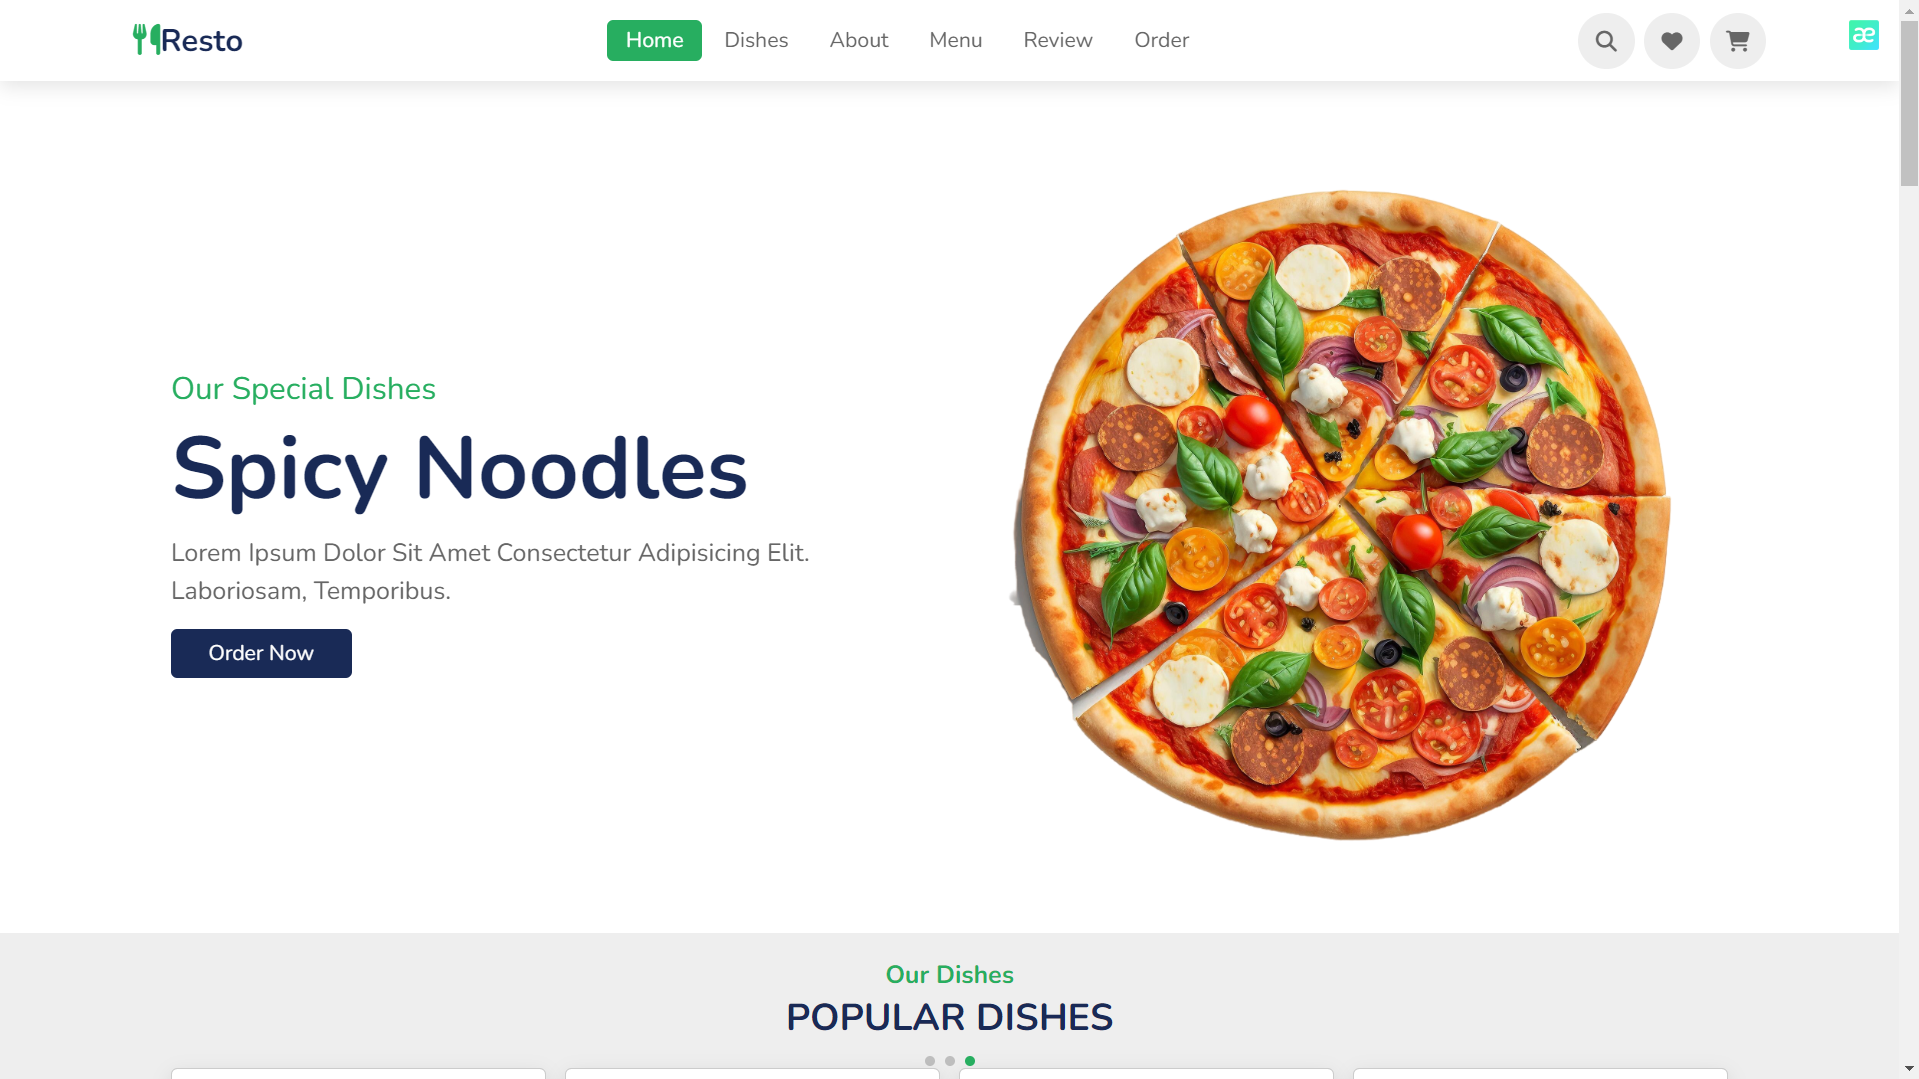 Resto
Home
Dishes
About
Menu
Review
Order
æ
Our Special Dishes
Spicy Noodles
Lorem Ipsum Dolor Sit Amet Consectetur Adipisicing Elit.
Laboriosam, Temporibus.
Order Now
Our Dishes
POPULAR DISHES